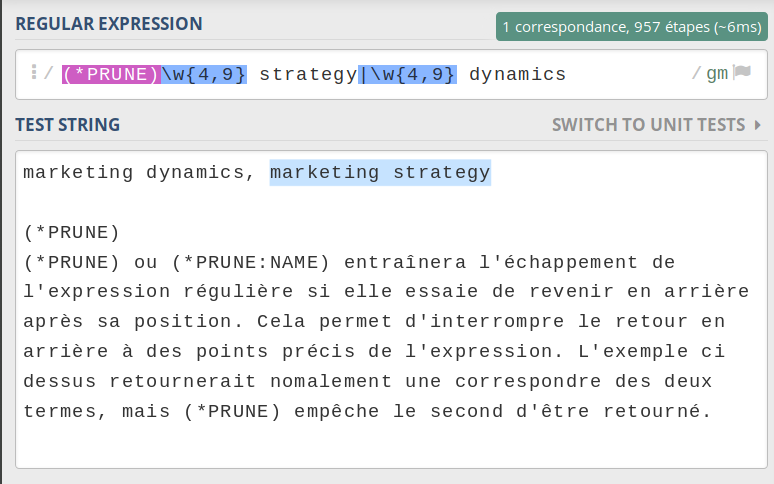 REGULAR EXPRESSION
1 correspondance, 957 étapes (~6ms)
/ (*PRUNE)\w{4,9} strategy|\w{4,9} dynamics / gm
TEST STRING
SWITCH TO UNIT TESTS
marketing dynamics, marketing strategy
(*PRUNE)
(*PRUNE) ou (*PRUNE:NAME) entraînera l'échappement de
l'expression régulière si elle essaie de revenir en arrière
après sa position. Cela permet d'interrompre le retour en
arrière à des points précis de l'expression. L'exemple ci
dessus retournerait nomalement une correspondre des deux
termes, mais (*PRUNE) empêche le second d'être retourné.